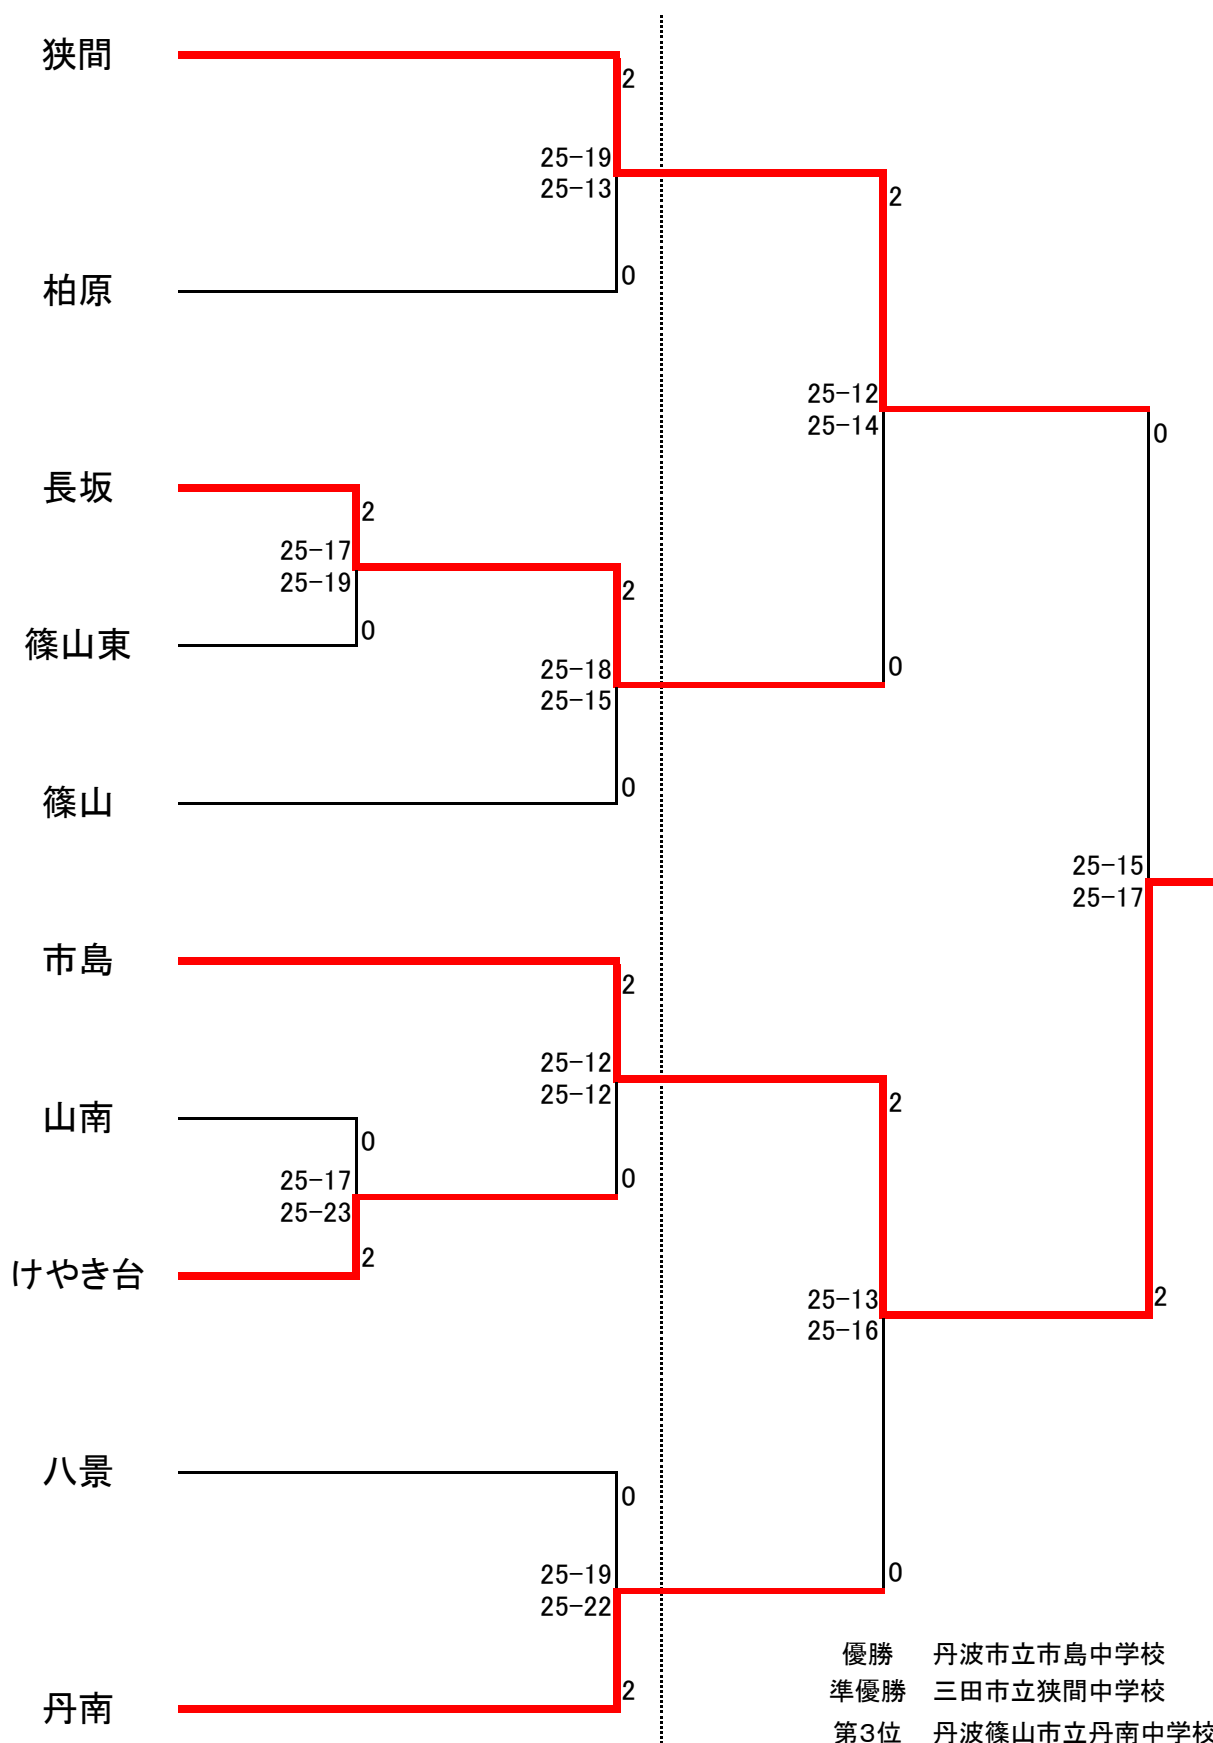 狭間
2
25-19
25-13
2
0
柏原
25-12
25-14
0
長坂
2
25-17
25-19
2
0
篠山東
25-18
25-15
0
0
篠山
25-15
25-17
市島
2
25-12
25-12
2
山南
0
25-17
25-23
0
2
けやき台
25-13
25-16
2
八景
0
25-19
25-22
0
2
丹南
優勝 丹波市立市島中学校
準優勝 三田市立狭間中学校
第3位 丹波篠山市立丹南中学校